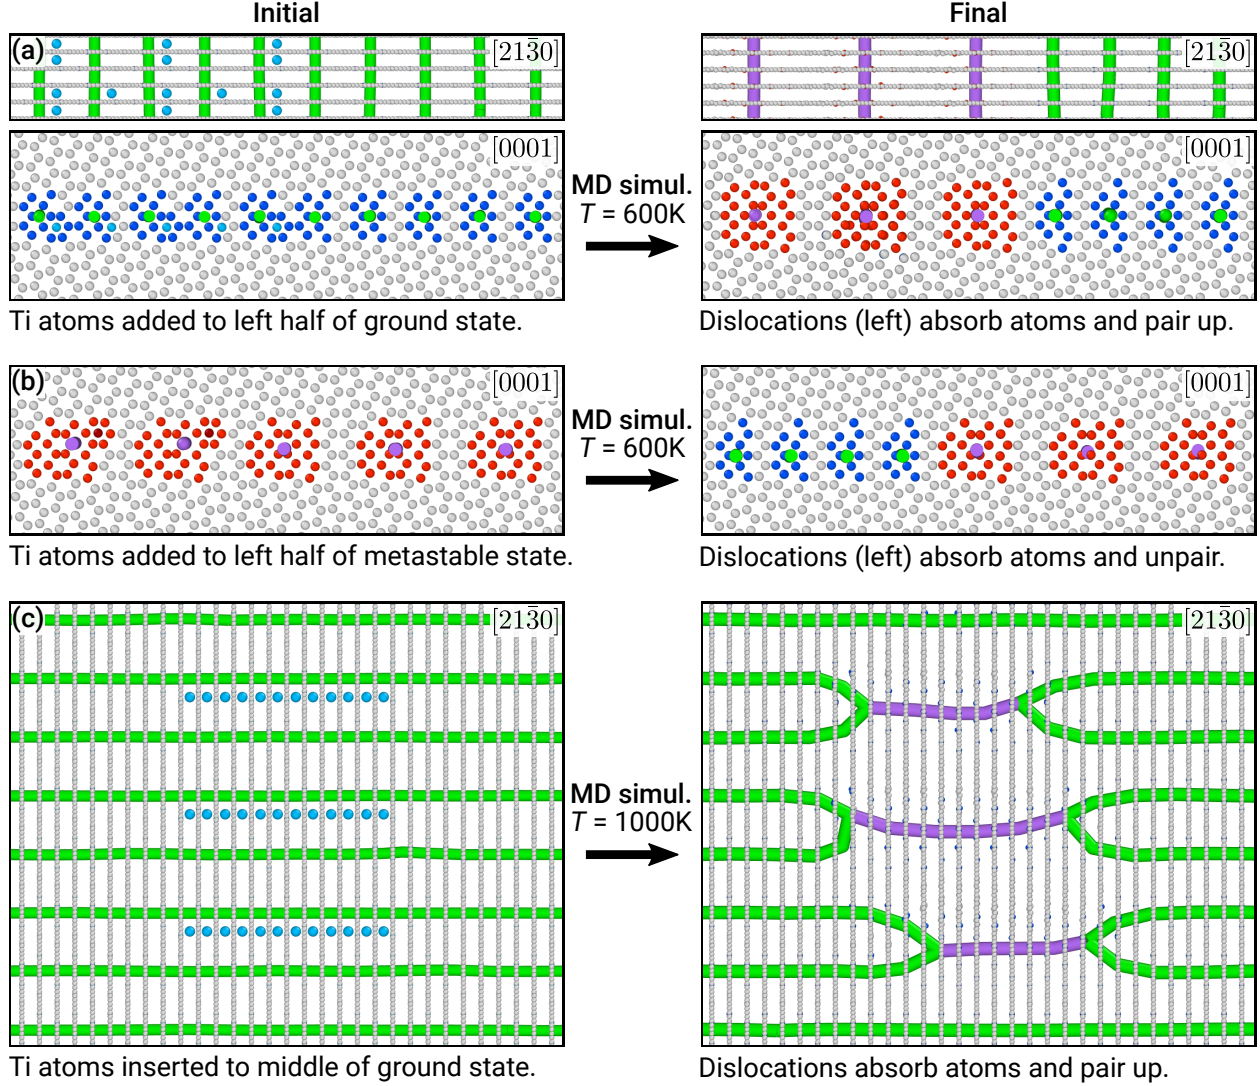 Initial
Final
(a)
[21̄30]
[21̄30]
[0001]
[0001]
MD simul.
T = 600K
Ti atoms added to left half of ground state.
Dislocations (left) absorb atoms and pair up.
(b)
[0001]
[0001]
MD simul.
T = 600K
Ti atoms added to left half of metastable state.
Dislocations (left) absorb atoms and unpair.
(c)
[21̄30]
[21̄30]
MD simul.
T = 1000K
Ti atoms inserted to middle of ground state.
Dislocations absorb atoms and pair up.